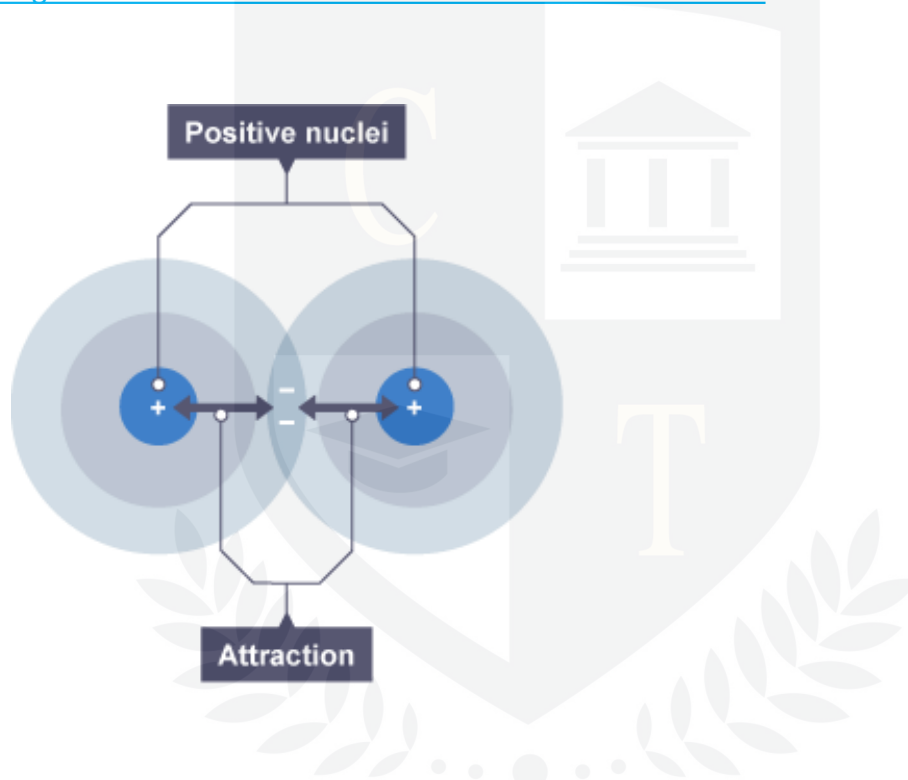 Positive nuclei
+
–
–
+
Attraction
C
T